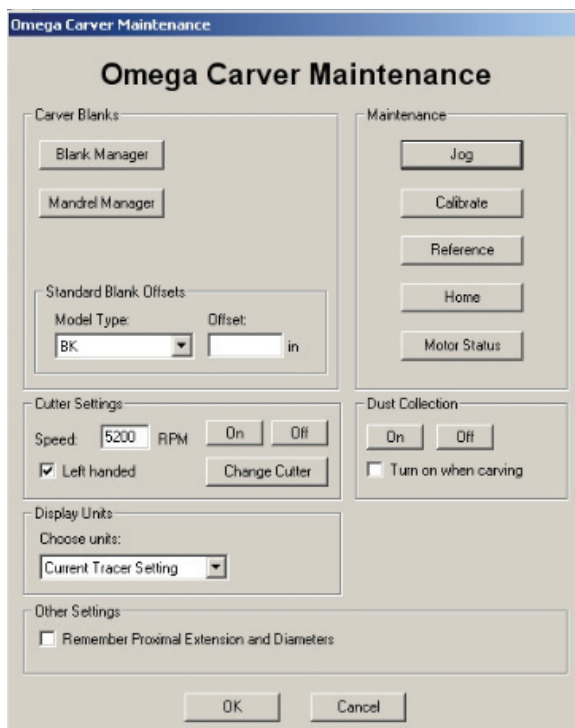 Omega Carver Maintenance
Omega Carver Maintenance
Carver Blanks
Blank Manager
Mandrel Manager
Standard Blank Offsets
Model Type:
Offset:
BK
in
Maintenance
Jog
Calibrate
Reference
Home
Motor Status
Cutter Settings
Speed: 5200 RPM
On
Off
Left handed
Change Cutter
Dust Collection
On
Off
Turn on when carving
Display Units
Choose units:
Current Tracer Setting
Other Settings
Remember Proximal Extension and Diameters
OK
Cancel